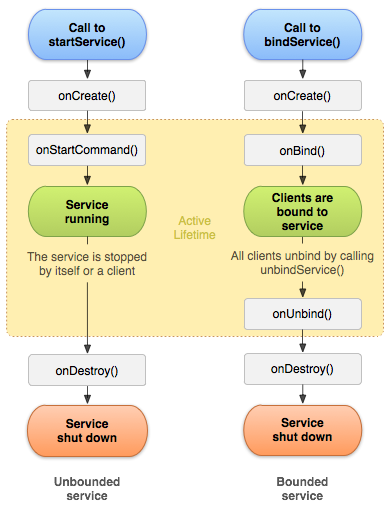 Call to
startService()
onCreate()
onStartCommand()
Service
running
The service is stopped
by itself or a client
onDestroy()
Service
shut down
Unbounded
service
Active
Lifetime
Call to
bindService()
onCreate()
onBind()
Clients are
bound to
service
All clients unbind by calling
unbindService()
onUnbind()
onDestroy()
Service
shut down
Bounded
service